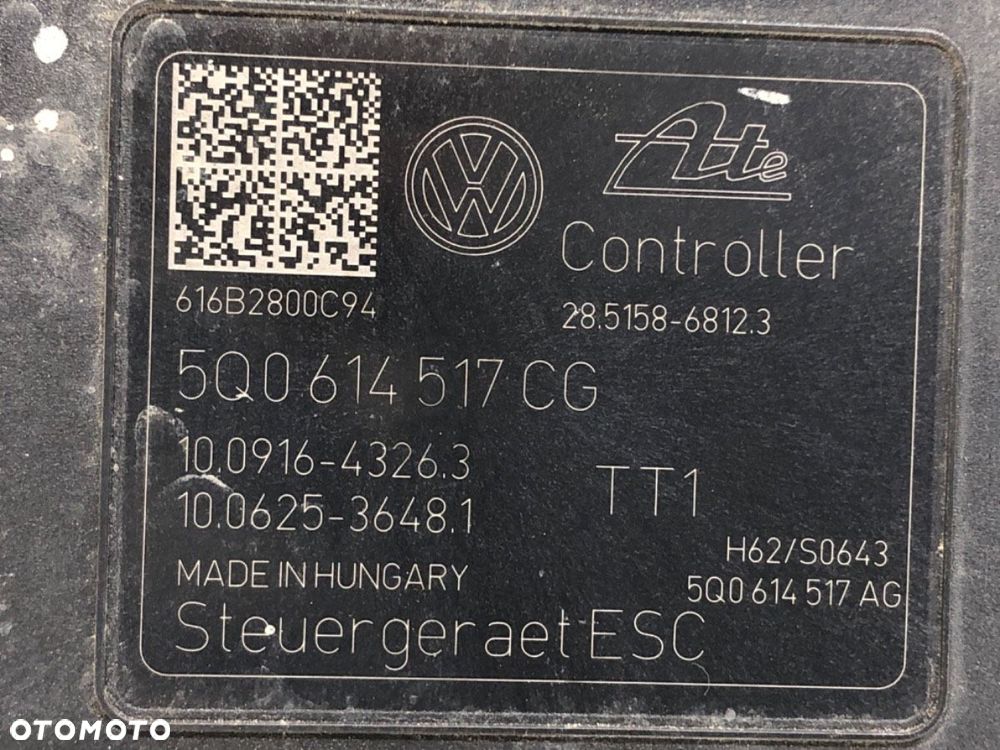 VW
Ate
Controller
616B2800C94
28.5158-6812.3
5Q0 614 517 CG
10.0916-4326.3
10.0625-3648.1
TT1
H62/S0643
MADE IN HUNGARY
5Q0 614 517 AG
Steuergeraet ESC
OTOMOTO